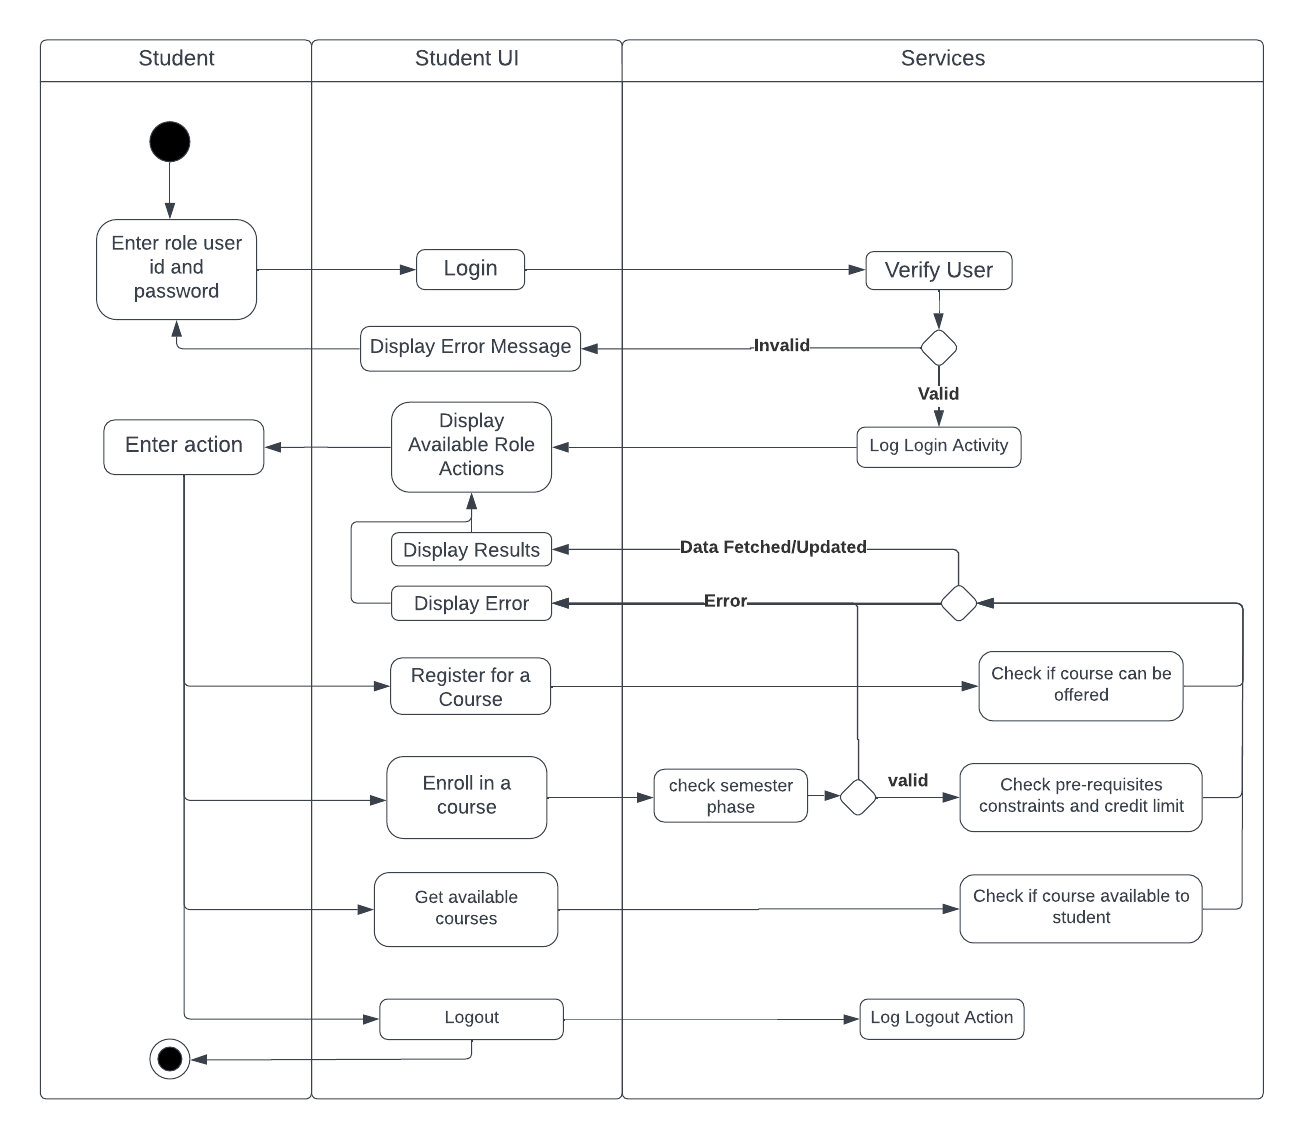 Student
Student UI
Services
Enter role user
id and
password
Login
Verify User
Display Error Message
Invalid
Valid
Enter action
Display
Available Role
Actions
Log Login Activity
Display Results
Data Fetched/Updated
Display Error
Error
Register for a
Course
Check if course can be
offered
Enroll in a
course
check semester
phase
valid
Check pre-requisites
constraints and credit limit
Get available
courses
Check if course available to
student
Logout
Log Logout Action